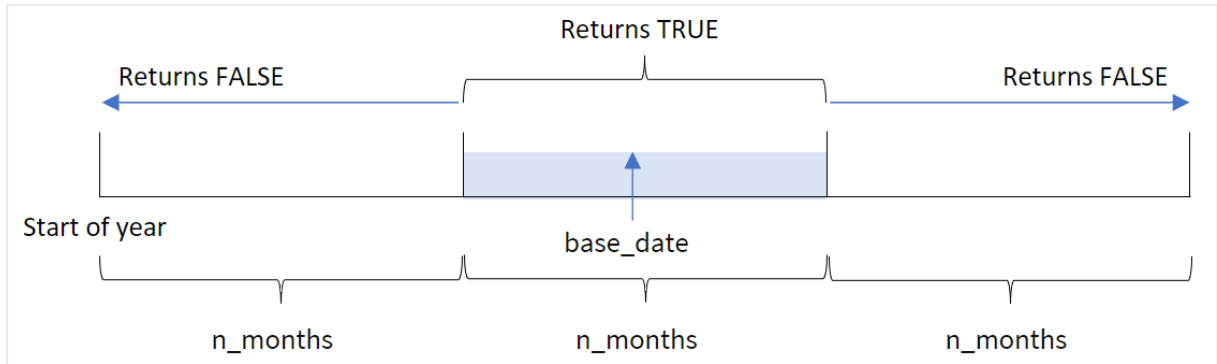 Returns TRUE
Returns FALSE
Returns FALSE
Start of year
base_date
n_months
n_months
n_months